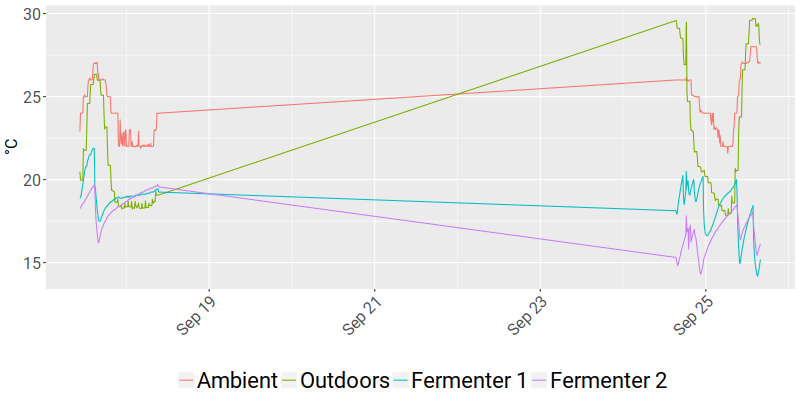 30
25
20
15
°C
Sep 19
Sep 21
Sep 23
Sep 25
Ambient Outdoors Fermenter 1 Fermenter 2